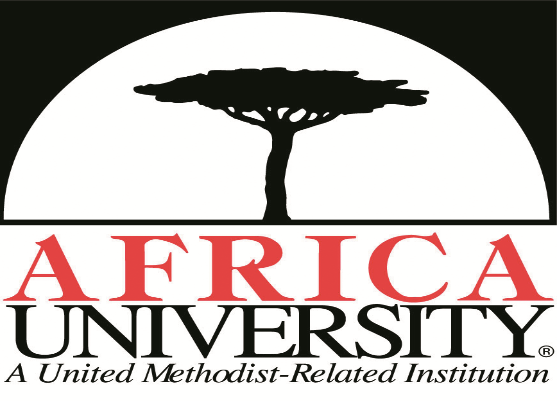 AFRICA
UNIVERSITY®
A United Methodist-Related Institution